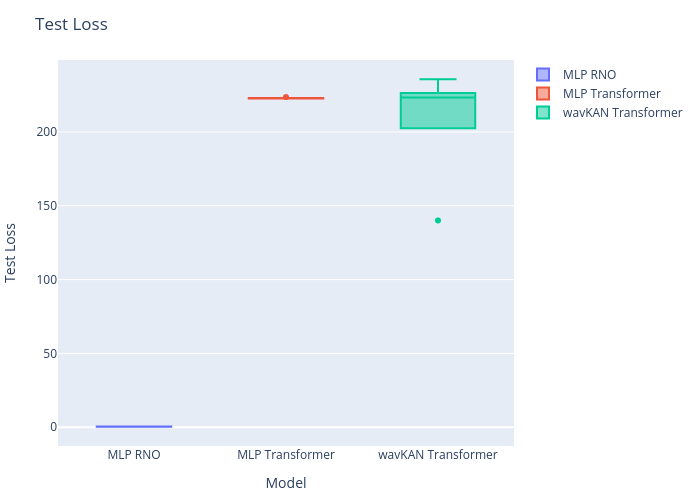 Test Loss
MLP RNO
MLP Transformer
wavKAN Transformer
200
150
100
50
0
Test Loss
MLP RNO
MLP Transformer
wavKAN Transformer
Model